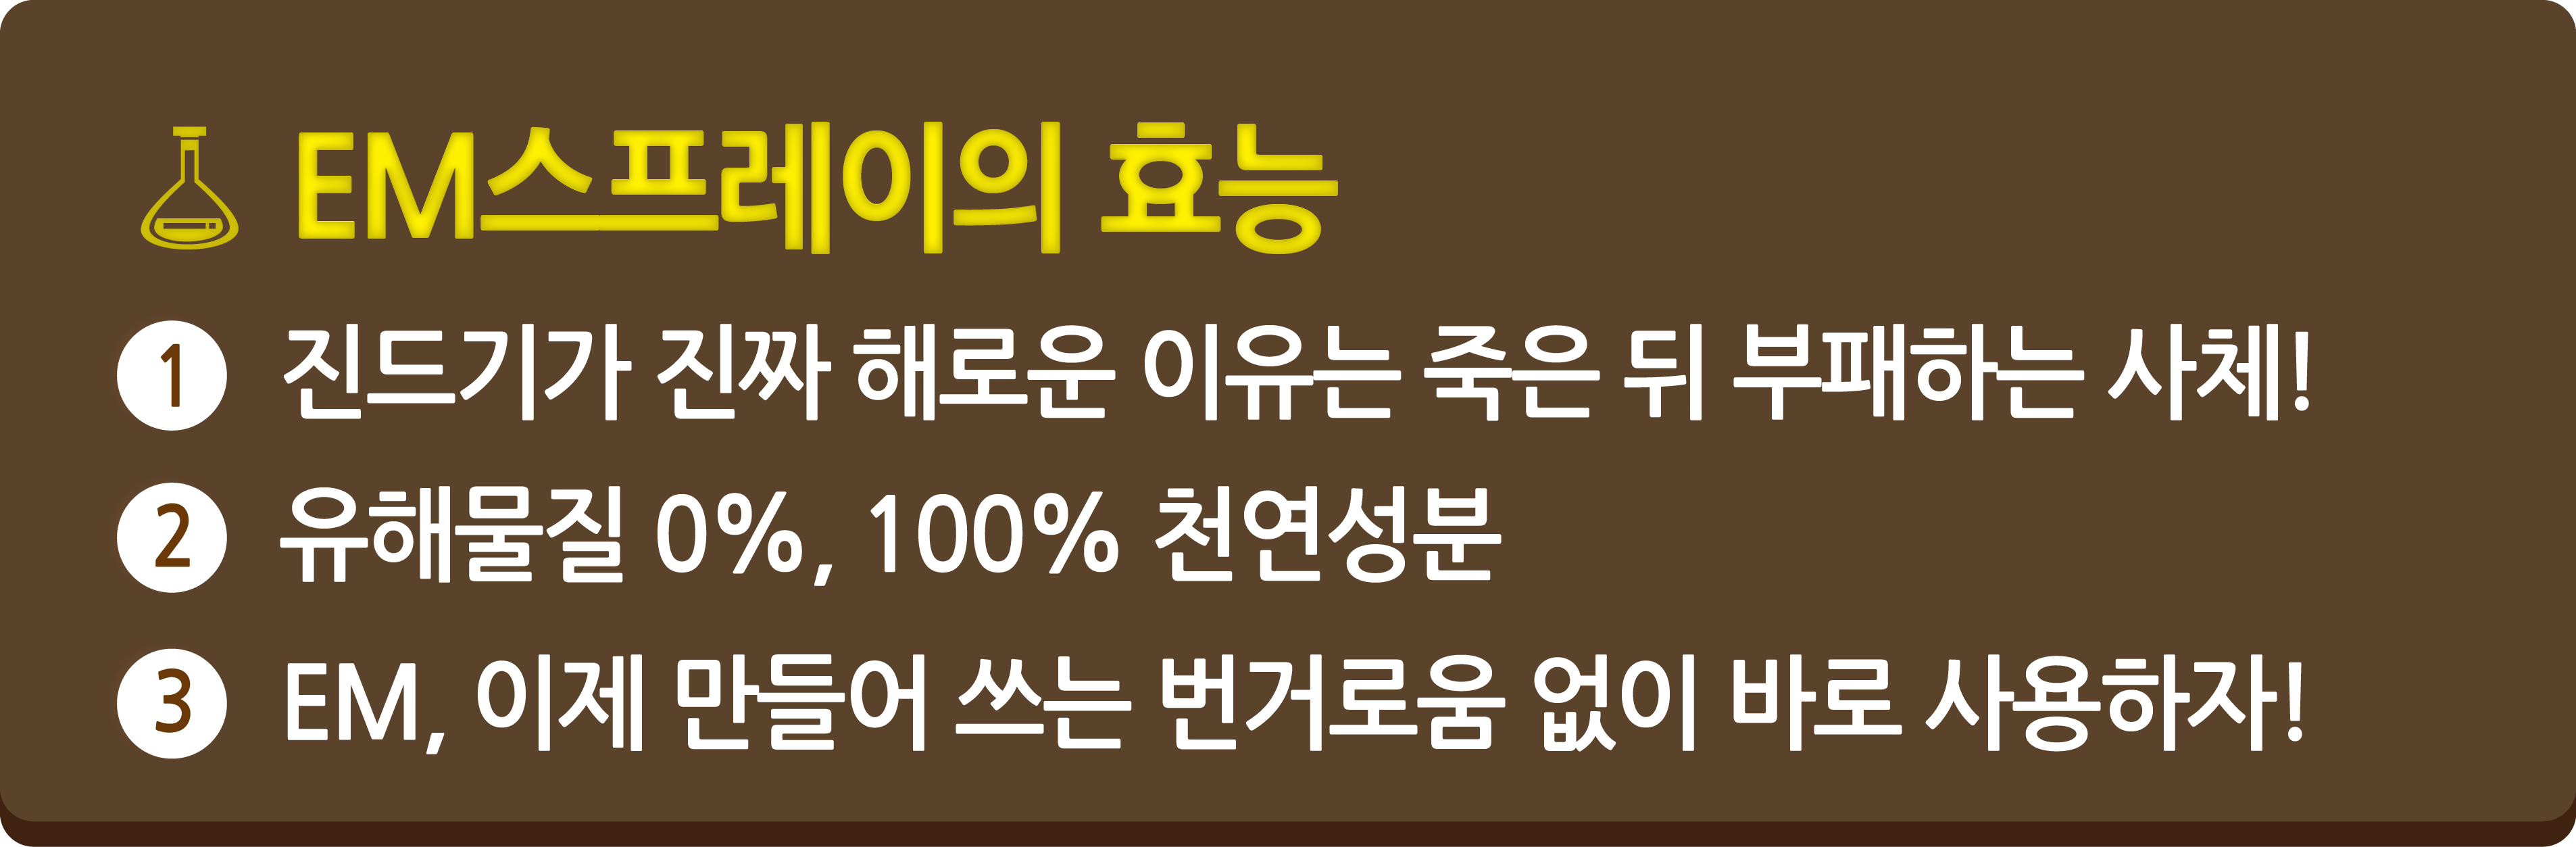 EM스프레이의 효능
1 진드기가 진짜 해로운 이유는 죽은 뒤 부패하는 사체!
2 유해물질 0%, 100% 천연성분
3 EM, 이제 만들어 쓰는 번거로움 없이 바로 사용하자!